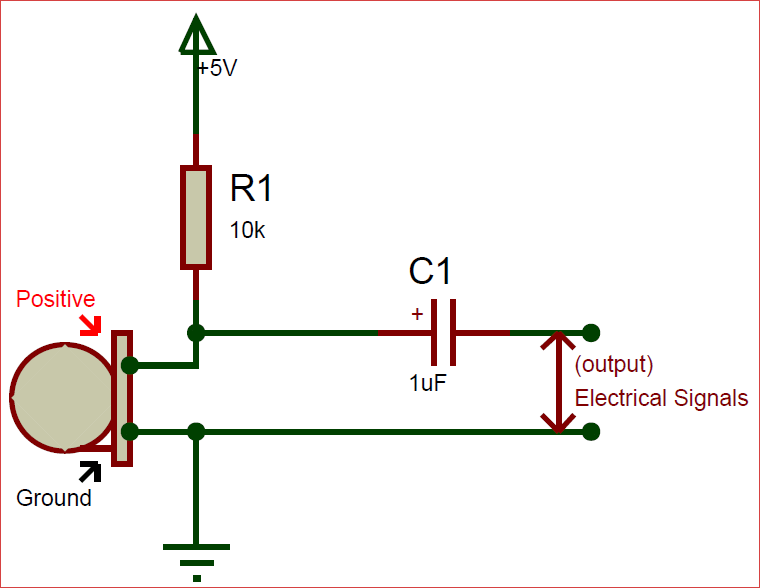 +5V
R1
10k
C1
Positive
+
(output)
1uF
Electrical Signals
Ground